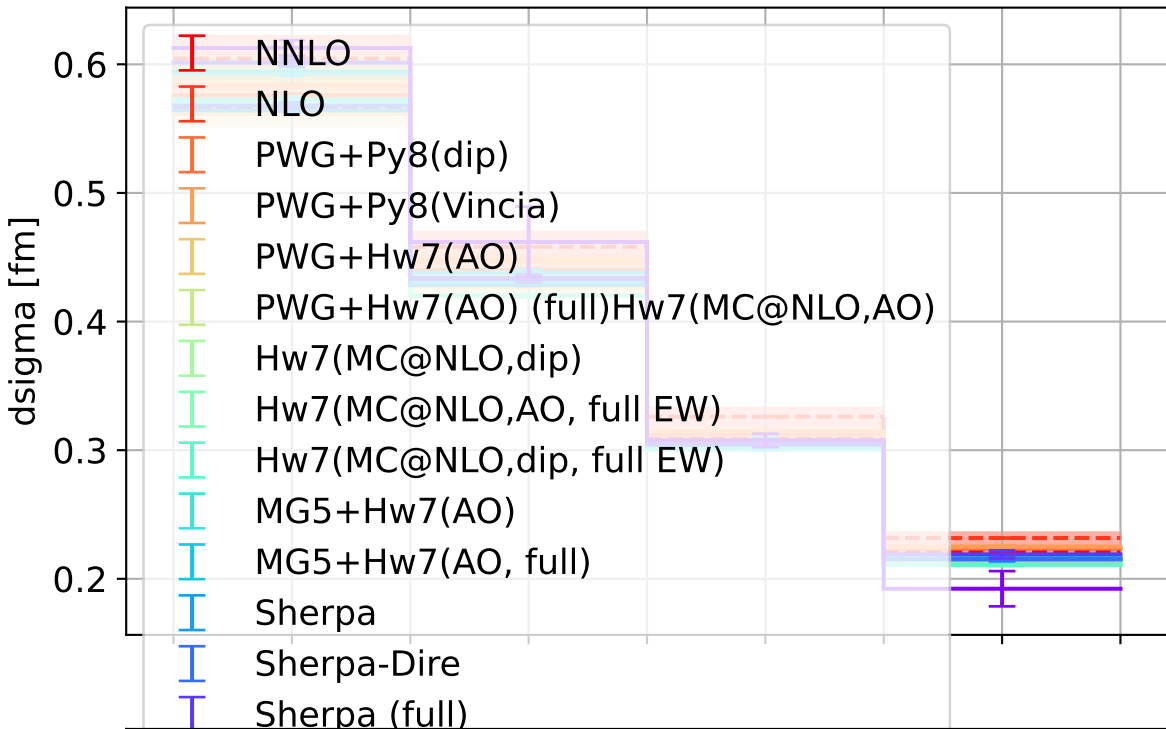 0.6
0.5
0.4
0.3
0.2
dsigma [fm]
NNLO
NLO
PWG+Py8(dip)
PWG+Py8(Vincia)
PWG+Hw7(AO)
PWG+Hw7(AO) (full)Hw7(MC@NLO,AO)
Hw7(MC@NLO,dip)
Hw7(MC@NLO,AO, full EW)
Hw7(MC@NLO,dip, full EW)
MG5+Hw7(AO)
MG5+Hw7(AO, full)
Sherpa
Sherpa-Dire
Sherpa (full)